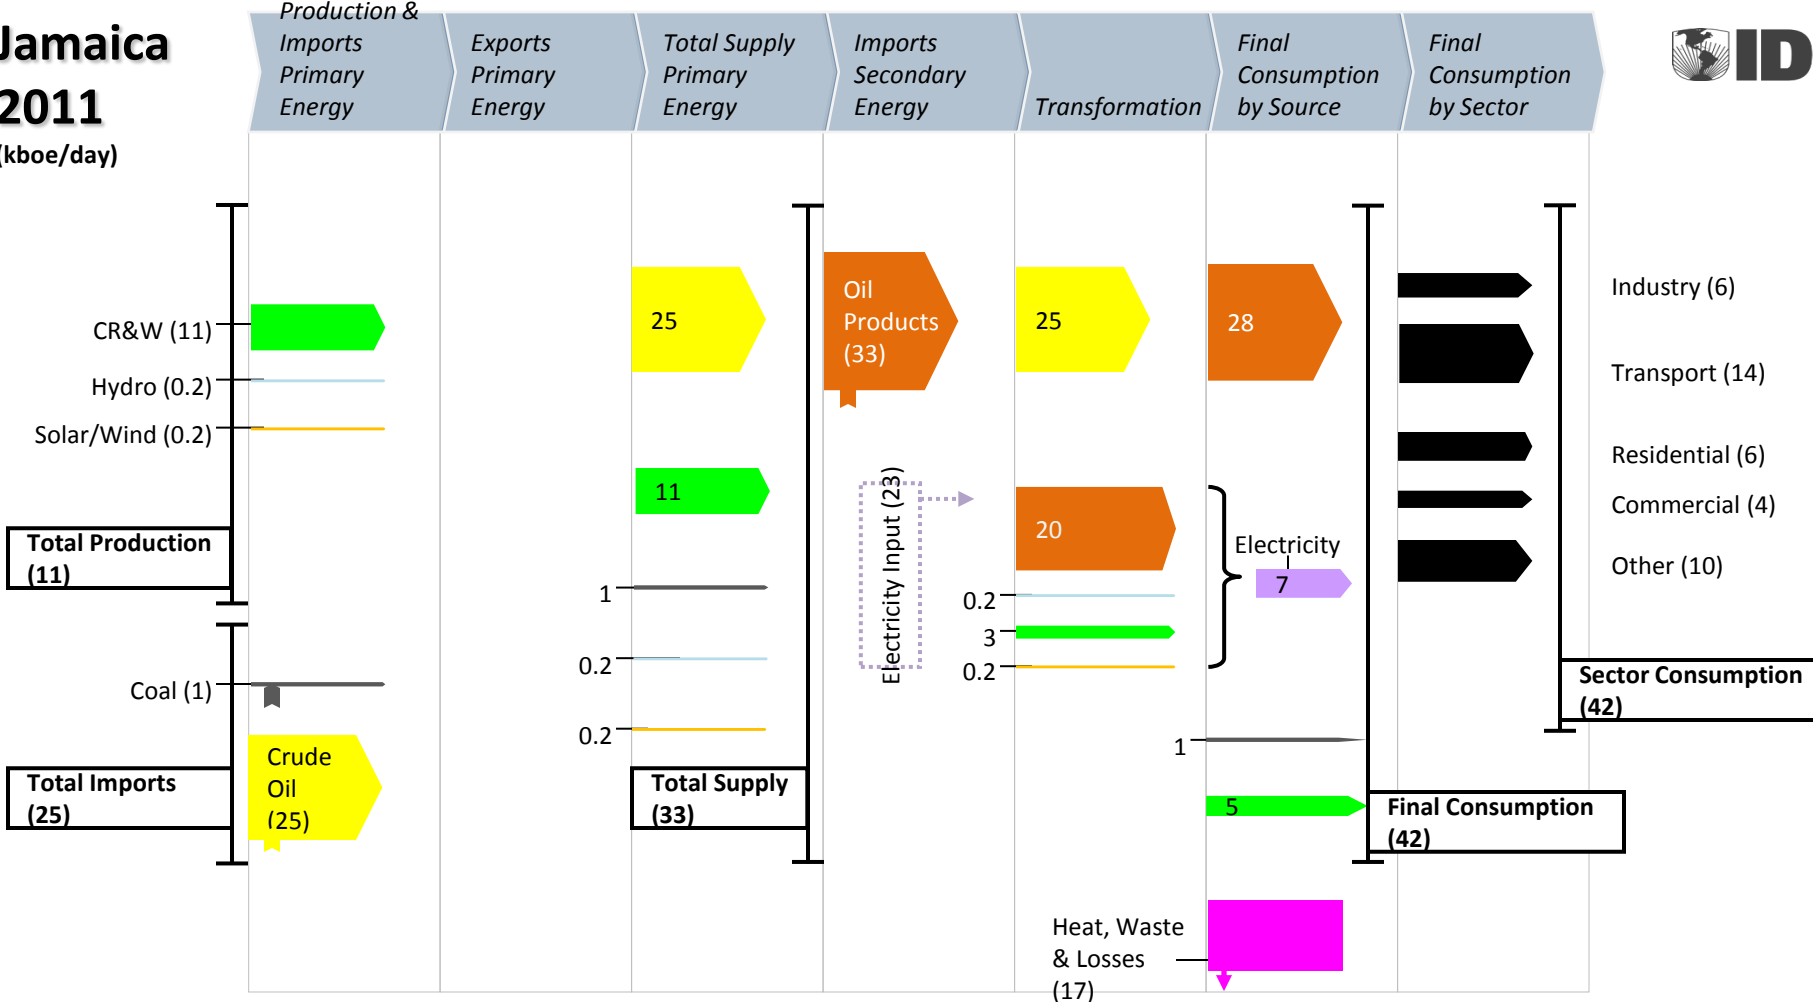 Jamaica
2011
(kboe/day)
Production &
Imports
Primary
Energy
Exports
Primary
Energy
Total Supply
Primary
Energy
Imports
Secondary
Energy
Transformation
Final
Consumption
by Source
Final
Consumption
by Sector
ID
CR&W (11)
Hydro (0.2)
Solar/Wind (0.2)
Total Production
(11)
Coal (1)
Total Imports
(25)
Crude
Oil
(25)
25
11
1
0.2
0.2
Total Supply
(33)
Oil
Products
(33)
Electricity Input (23)
25
20
0.2
3
0.2
28
Electricity
7
1
5
Heat, Waste
& Losses
(17)
Final Consumption
(42)
Industry (6)
Transport (14)
Residential (6)
Commercial (4)
Other (10)
Sector Consumption
(42)